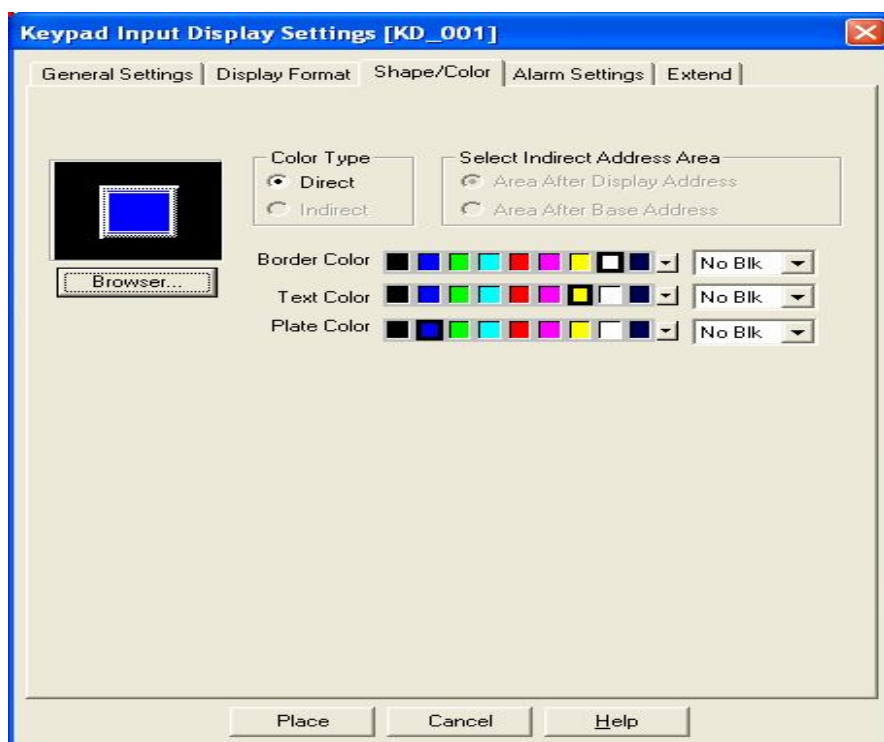 Keypad Input Display Settings [KD_001]
General Settings Display Format Shape/Color Alarm Settings Extend
Color Type Select Indirect Address Area
Direct Area After Display Address
Indirect Area After Base Address
Browser...
Border Color No Blk
Text Color No Blk
Plate Color No Blk
Place Cancel Help